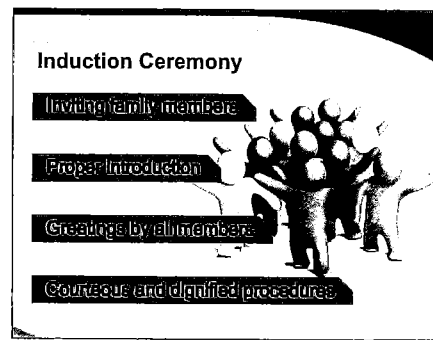 Induction Ceremony
Inviting family members
Proper Introduction
Greetings by all members
Courteous and dignified procedures